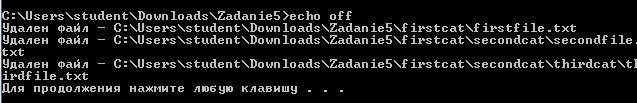 C:\Users\student\Downloads\Zadanie5>echo off
Удален файл - C:\Users\student\Downloads\Zadanie5\firstcat\firstfile.txt
Удален файл - C:\Users\student\Downloads\Zadanie5\firstcat\secondcat\secondfile.
txt
Удален файл - C:\Users\student\Downloads\Zadanie5\firstcat\secondcat\thirdcat\th
irdfile.txt
Для продолжения нажмите любую клавишу . . .